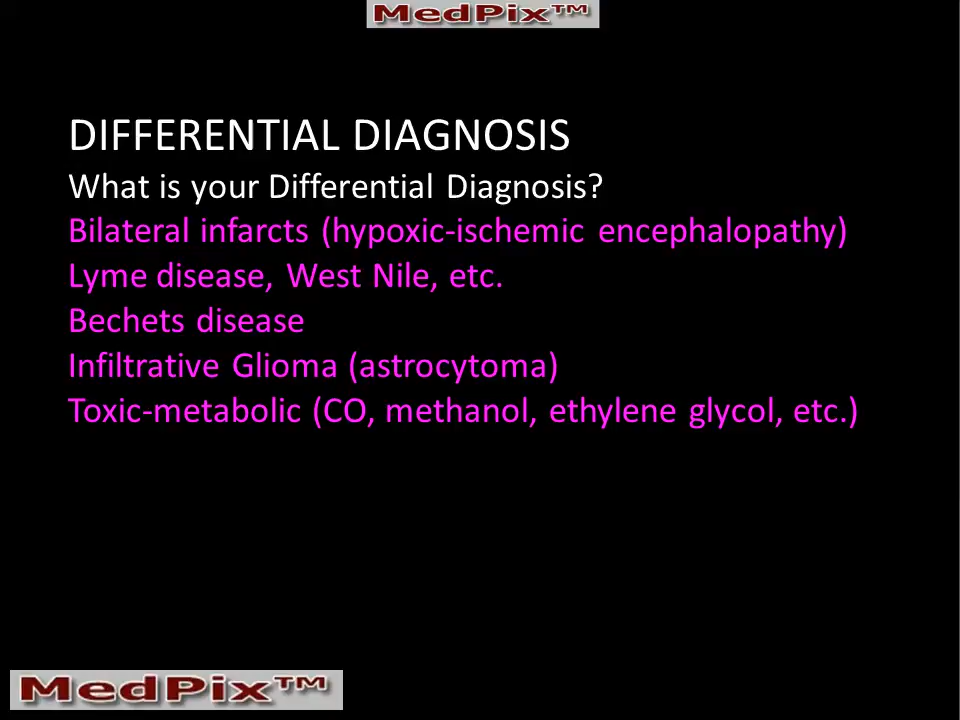 MedPix™
DIFFERENTIAL DIAGNOSIS
What is your Differential Diagnosis?
Bilateral infarcts (hypoxic-ischemic encephalopathy)
Lyme disease, West Nile, etc.
Bechets disease
Infiltrative Glioma (astrocytoma)
Toxic-metabolic (CO, methanol, ethylene glycol, etc.)
MedPix™